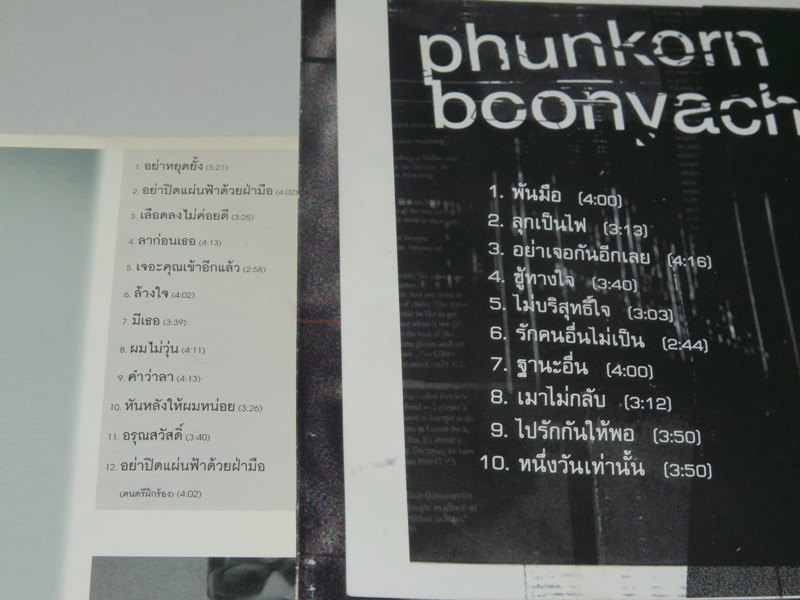 1. อย่าหยุดยั้ง (5:21)
2. อย่าปิดแผ่นฟ้าด้วยฝ่ามือ (4:02)
3. เลือดลงไม่ค่อยดี (3:25)
4. ลาก่อนเธอ (4:13)
5. เจอะคุณเข้าอีกแล้ว (2:58)
6. ล้างใจ (4:02)
7. มีเธอ (3:39)
8. ผมไม่วุ่น (4:11)
9. คำว่าลา (4:13)
10. หันหลังให้ผมหน่อย (3:26)
11. อรุณสวัสดิ์ (3:40)
12. อย่าปิดแผ่นฟ้าด้วยฝ่ามือ
(ดนตรีฝึกร้อง) (4:02)
phunkorn
boonyach
1. พันมือ (4:00)
2. ลุกเป็นไฟ (3:13)
3. อย่าเจอกันอีกเลย (4:16)
4. ขู้ทางใจ (3:40)
5. ไม่บริสุทธิ์ใจ (3:03)
6. รักคนอื่นไม่เป็น (2:44)
7. ฐานะอื่น (4:00)
8. เมาไม่กลับ (3:12)
9. ไปรักกันให้พอ (3:50)
10. หนึ่งวันเท่านั้น (3:50)